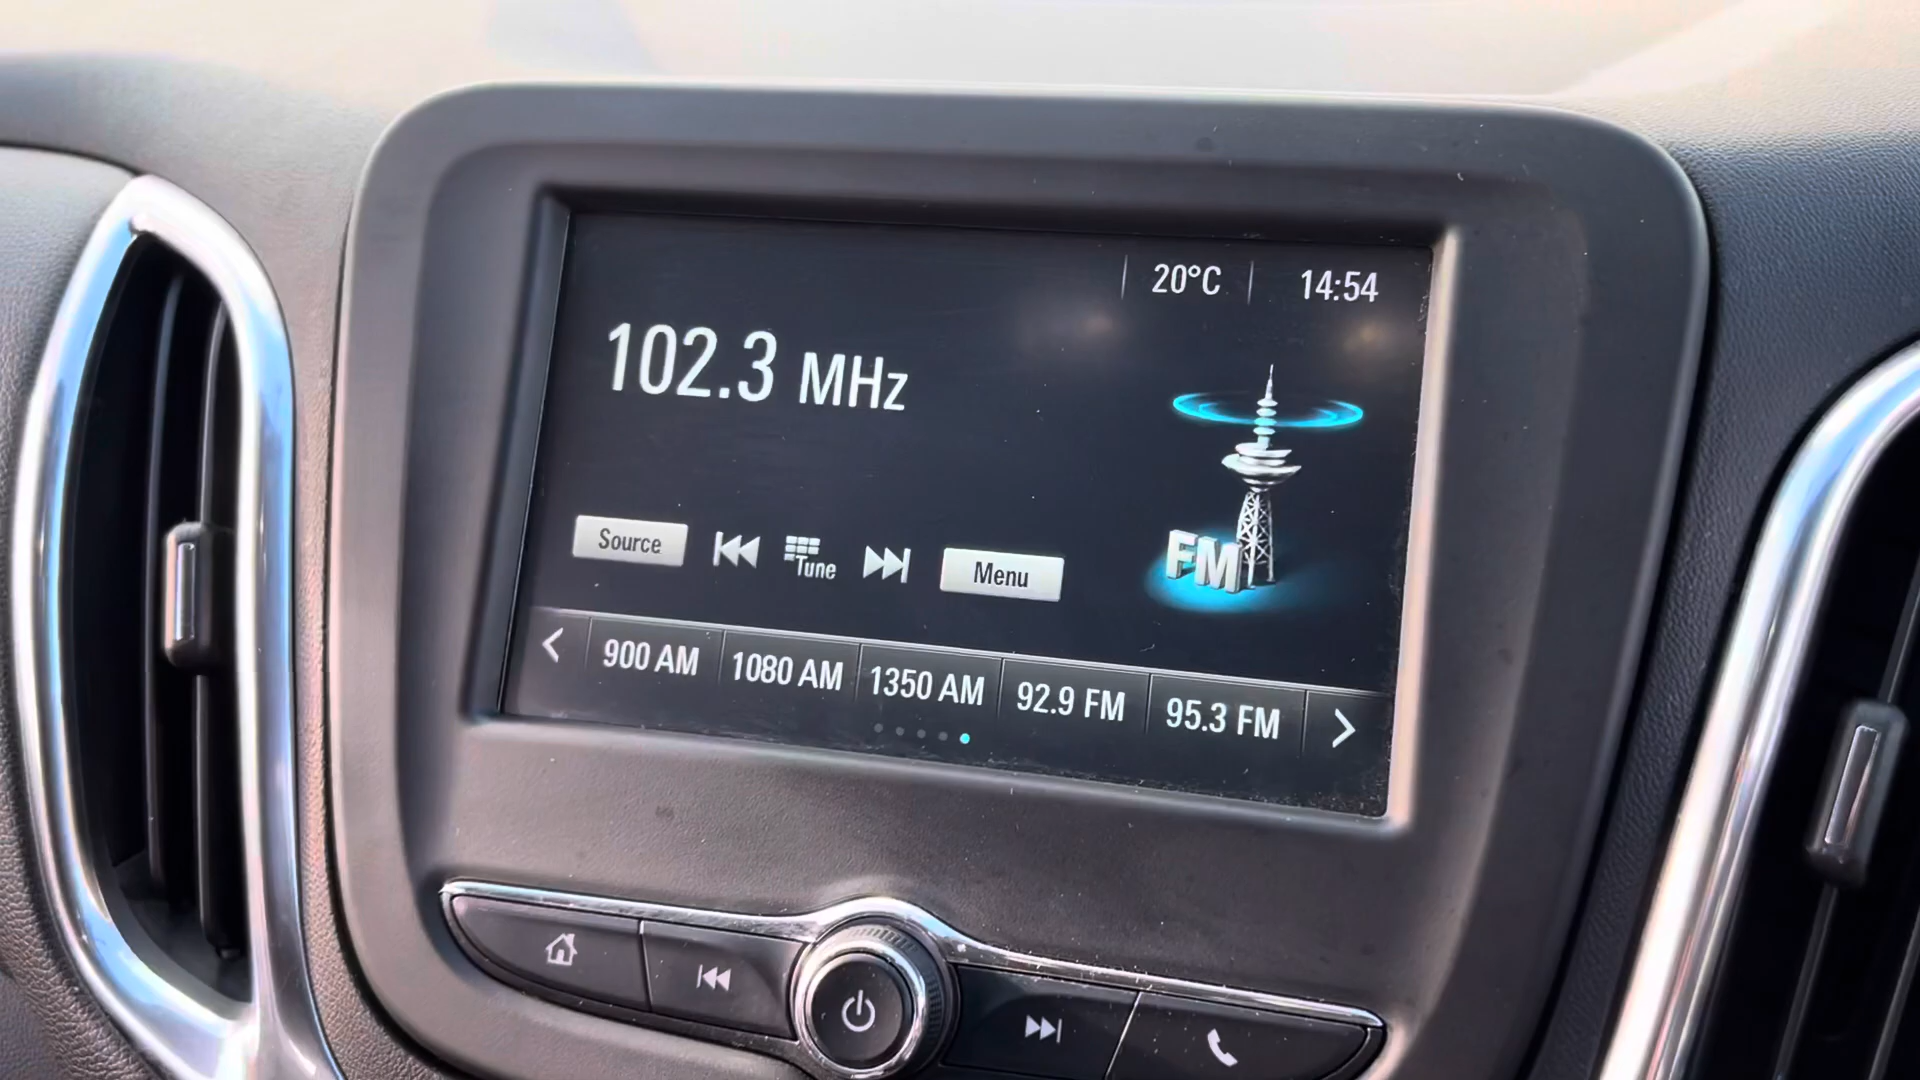 20°C 14:54
102.3 MHz
Source Tune Menu
FM
900 AM 1080 AM 1350 AM 92.9 FM 95.3 FM